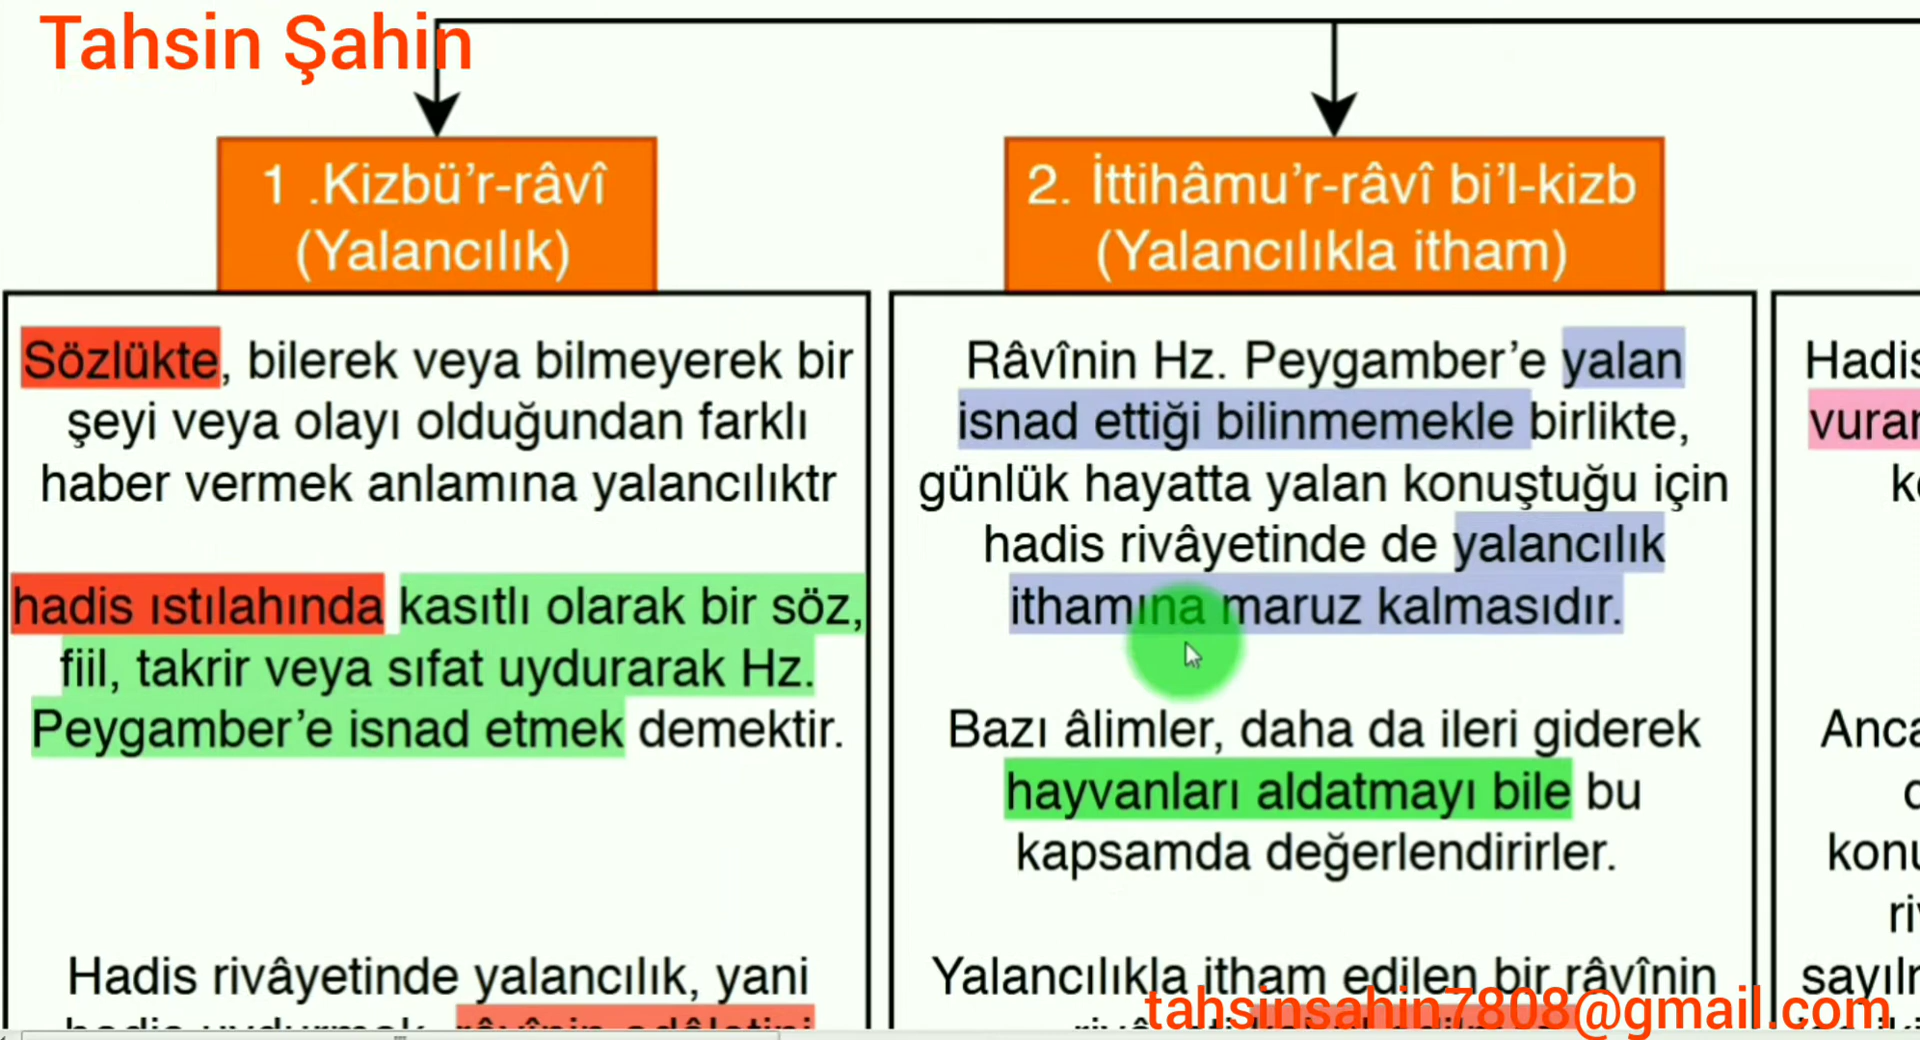 Tahsin Şahin
1 .Kizbü’r-râvî
(Yalancılık)
Sözlükte, bilerek veya bilmeyerek bir
şeyi veya olayı olduğundan farklı
haber vermek anlamına yalancılıktr
hadis ıstılahında kasıtlı olarak bir söz,
fiil, takrir veya sıfat uydurarak Hz.
Peygamber’e isnad etmek demektir.
Hadis rivâyetinde yalancılık, yani
2. İttihâmu’r-râvî bi’l-kizb
(Yalancılıkla itham)
Râvînin Hz. Peygamber’e yalan
isnad ettiği bilinmemekle birlikte,
günlük hayatta yalan konuştuğu için
hadis rivâyetinde de yalancılık
ithamına maruz kalmasıdır.
Bazı âlimler, daha da ileri giderek
hayvanları aldatmayı bile bu
kapsamda değerlendirirler.
Yalancılıkla itham edilen bir râvînin
tahsinsahin7808@gmail.com